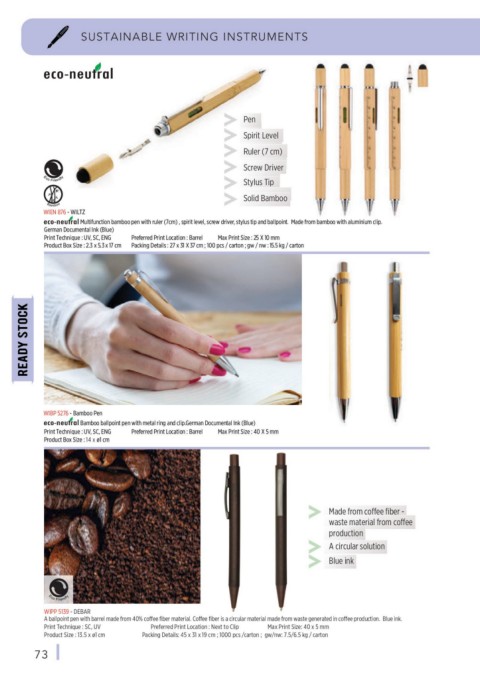 SUSTAINABLE WRITING INSTRUMENTS
eco-neutral
Pen
Spirit Level
Ruler (7 cm)
Screw Driver
Stylus Tip
Solid Bamboo
- WILTZ
eco-neutral Multifunction bamboo pen with ruler (7cm) , spirit level, screw driver, stylus tip and ballpoint. Made from bamboo with aluminium clip.
German Documental Ink (Blue)
Print Technique : UV, SC, ENG Preferred Print Location : Barrel Max Print Size : 25 X 10 mm
Product Box Size : 2.3 x 5.3 x 17 cm Packing Details : 27 x 31 X 37 cm ; 100 pcs / carton ; gw / nw : 15.5 kg / carton
READY STOCK
WIBP 5276 - Bamboo Pen
eco-neutral Bamboo ballpoint pen with metal ring and clip.German Documental Ink (Blue)
Print Technique : UV, SC, ENG Preferred Print Location : Barrel Max Print Size : 40 X 5 mm
Product Box Size : 14 x ø1 cm
Made from coffee fiber –
waste material from coffee
production
A circular solution
Blue ink
WIPP 5139 - DEBAR
A ballpoint pen with barrel made from 40% coffee fiber material. Coffee fiber is a circular material made from waste generated in coffee production. Blue ink.
Print Technique : SC, UV Preferred Print Location : Next to Clip Max Print Size: 40 x 5 mm
Product Size : 13.5 x ø1 cm Packing Details: 45 x 31 x 19 cm ; 1000 pcs /carton ; gw/nw: 7.5/6.5 kg / carton
73